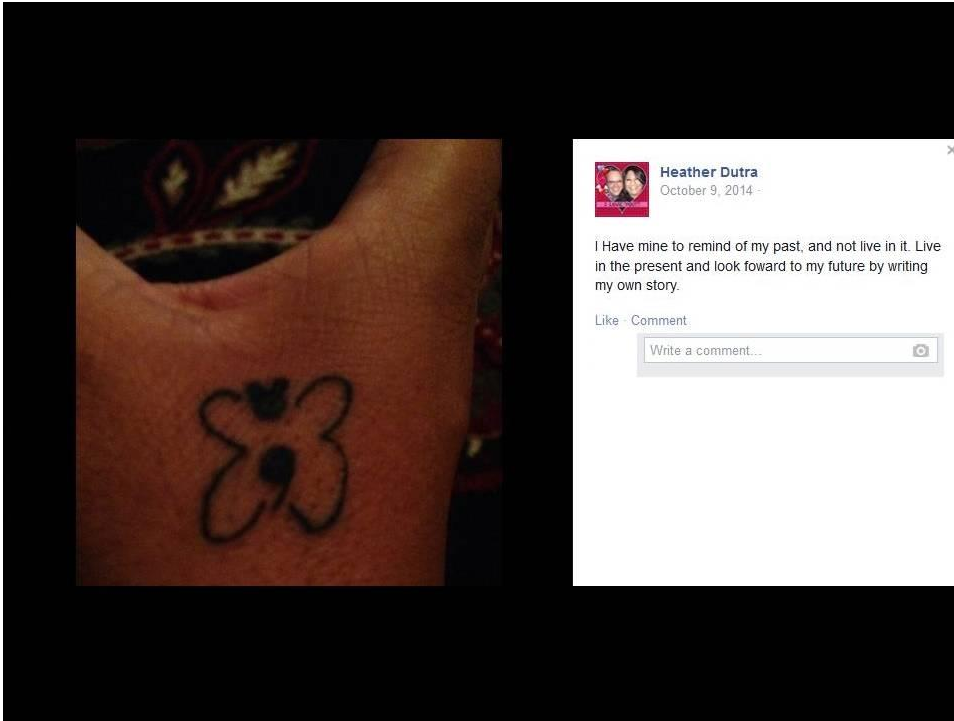 Heather Dutra
October 9, 2014 ·
I Have mine to remind of my past, and not live in it. Live
in the present and look foward to my future by writing
my own story.
Like · Comment
Write a comment...